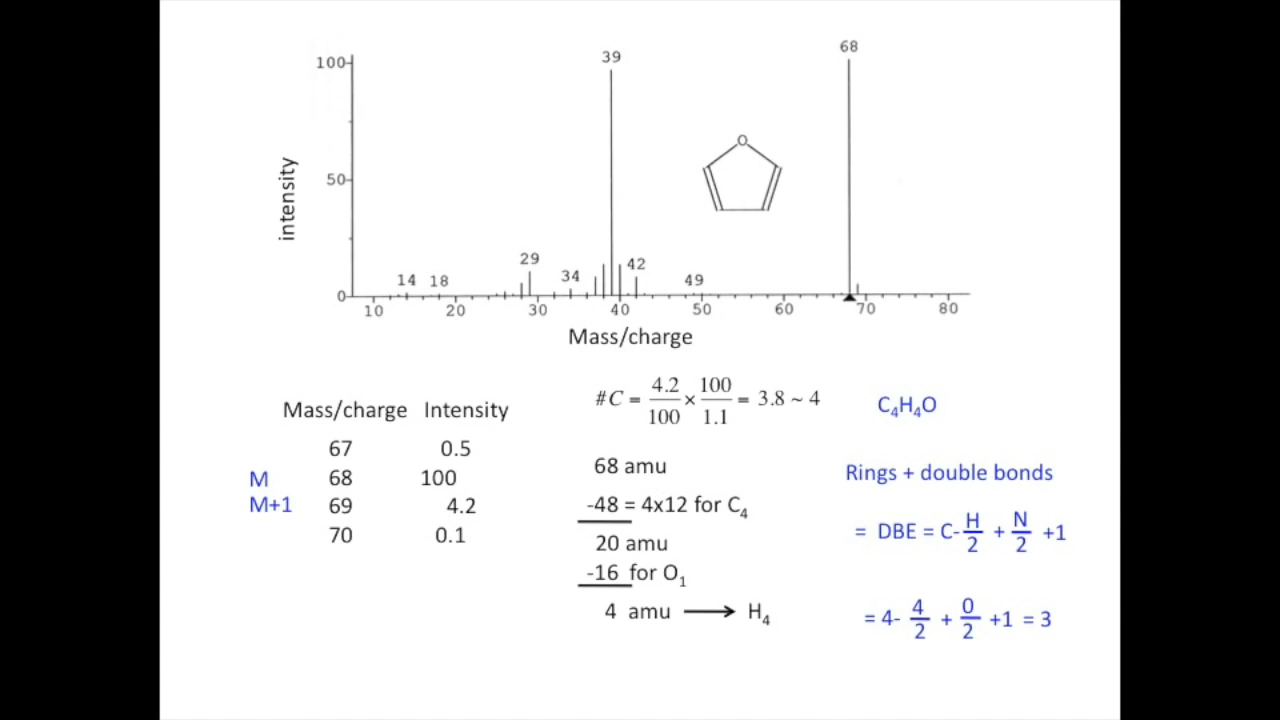 68
39
100
50
0
intensity
O
29
42
34
14 18
49
10 20 30 40 50 60 70 80
Mass/charge
#C = 4.2/100 × 100/1.1 = 3.8 ~ 4
C₄H₄O
Mass/charge Intensity
67 0.5
M 68 100
M+1 69 4.2
70 0.1
68 amu
-48 = 4x12 for C₄
20 amu
-16 for O₁
4 amu ⟶ H₄
Rings + double bonds
= DBE = C- H/2 + N/2 +1
= 4- 4/2 + 0/2 +1 = 3